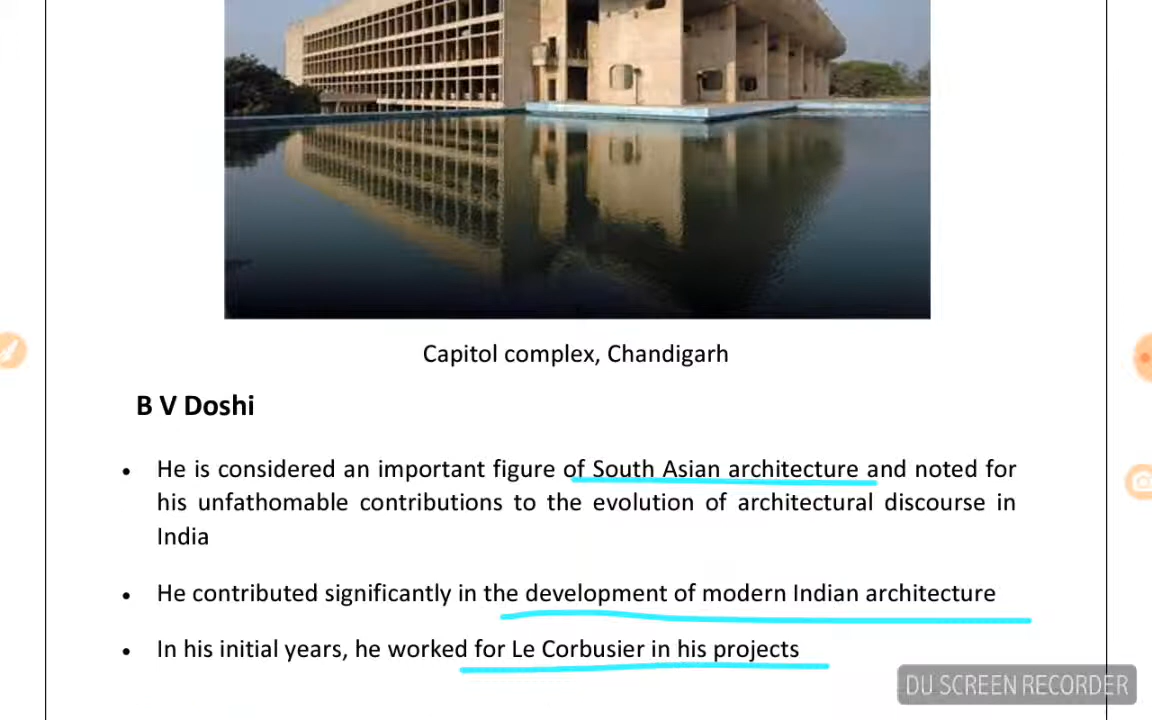 Capitol complex, Chandigarh
B V Doshi
• He is considered an important figure of South Asian architecture and noted for
his unfathomable contributions to the evolution of architectural discourse in
India
• He contributed significantly in the development of modern Indian architecture
• In his initial years, he worked for Le Corbusier in his projects
DU SCREEN RECORDER